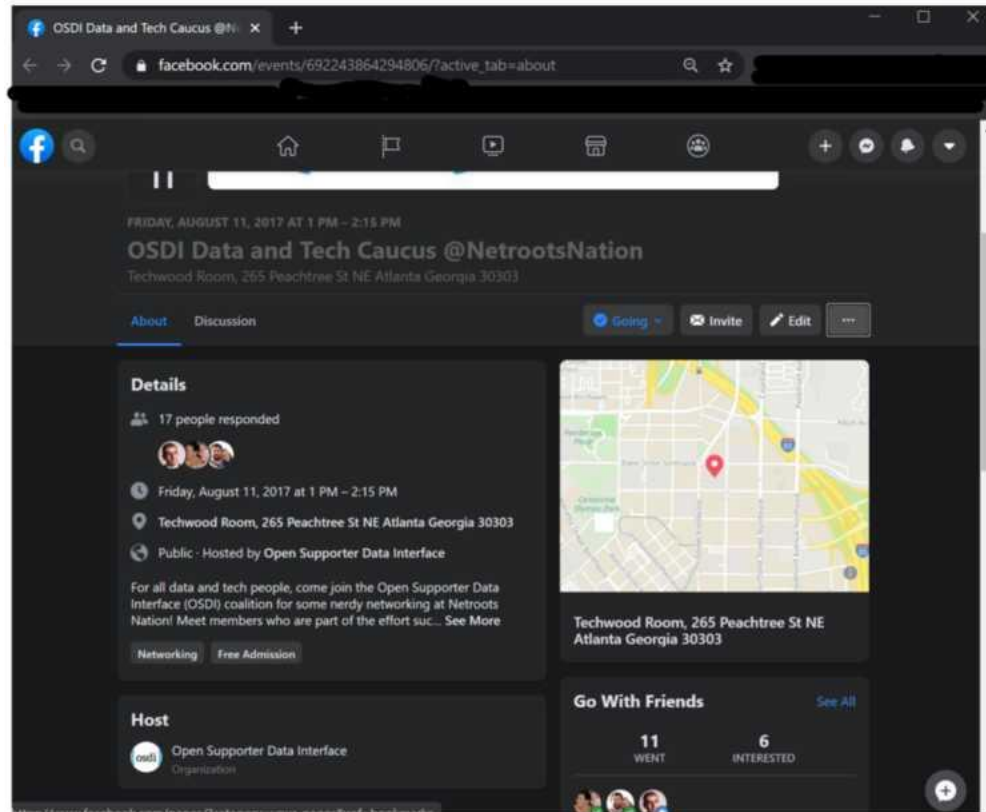 OSDI Data and Tech Caucus @N
facebook.com/events/692243864294806/?active_tab=about
FRIDAY, AUGUST 11, 2017 AT 1 PM – 2:15 PM
OSDI Data and Tech Caucus @NetrootsNation
Techwood Room, 265 Peachtree St NE Atlanta Georgia 30303
About Discussion Going Invite Edit ...
Details
17 people responded
Friday, August 11, 2017 at 1 PM – 2:15 PM
Techwood Room, 265 Peachtree St NE Atlanta Georgia 30303
Public · Hosted by Open Supporter Data Interface
For all data and tech people, come join the Open Supporter Data
Interface (OSDI) coalition for some nerdy networking at Netroots
Nation! Meet members who are part of the effort suc... See More
Networking Free Admission
Host
osdi
Open Supporter Data Interface
Organization
Techwood Room, 265 Peachtree St NE
Atlanta Georgia 30303
Go With Friends See All
11 6
WENT INTERESTED